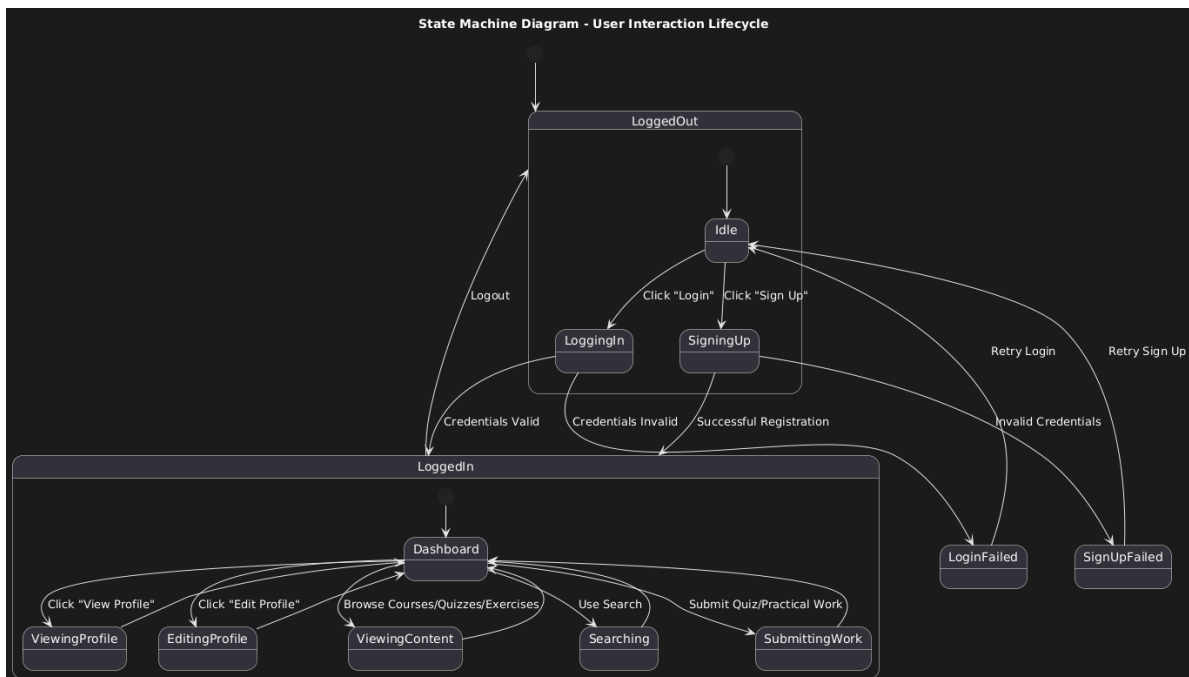 State Machine Diagram - User Interaction Lifecycle
LoggedOut
Idle
Logout
Click "Login"
Click "Sign Up"
LoggingIn
SigningUp
Retry Login
Retry Sign Up
Credentials Valid
Credentials Invalid
Successful Registration
Invalid Credentials
LoggedIn
Dashboard
LoginFailed
SignUpFailed
Click "View Profile"
Click "Edit Profile"
Browse Courses/Quizzes/Exercises
Use Search
Submit Quiz/Practical Work
ViewingProfile
EditingProfile
ViewingContent
Searching
SubmittingWork